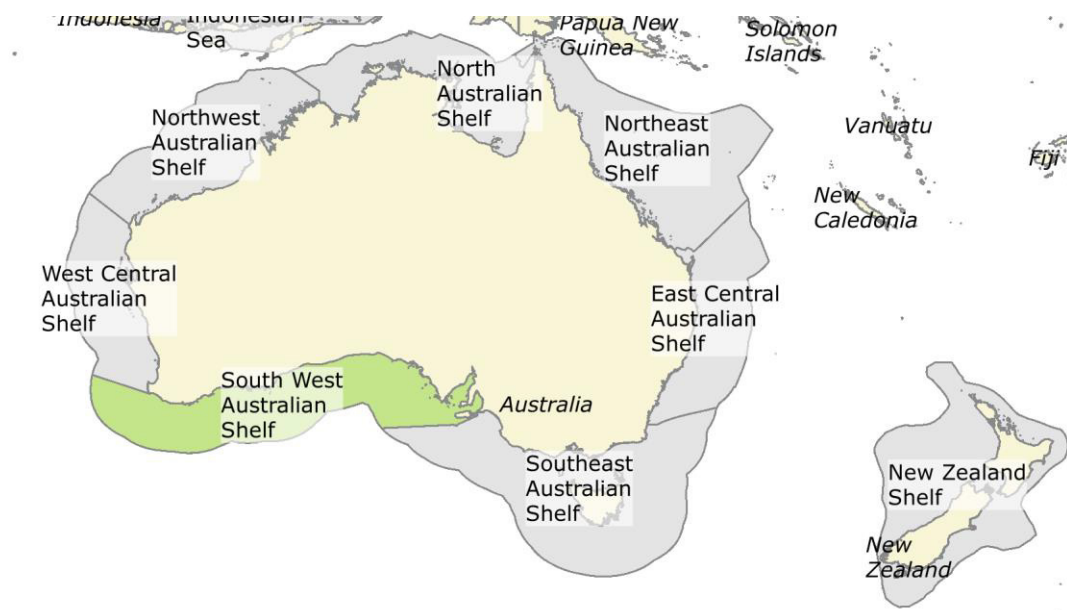 Indonesia
Indonesian
Sea
Papua New
Guinea
Solomon
Islands
North
Australian
Shelf
Northwest
Australian
Shelf
Northeast
Australian
Shelf
Vanuatu
Fiji
New
Caledonia
West Central
Australian
Shelf
East Central
Australian
Shelf
South West
Australian
Shelf
Australia
Southeast
Australian
Shelf
New Zealand
Shelf
New
Zealand